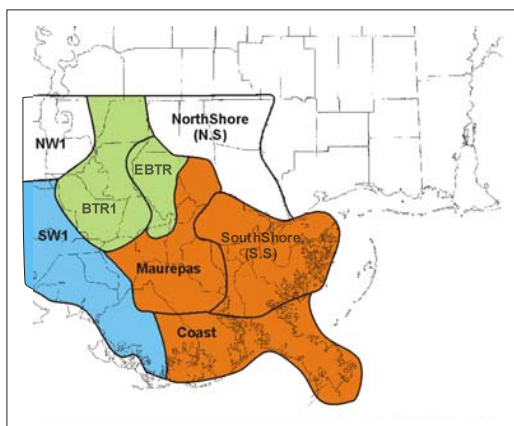 NorthShore
(N.S)
NW1
EBTR
BTR1
SW1
SouthShore
(S.S)
Maurepas
Coast